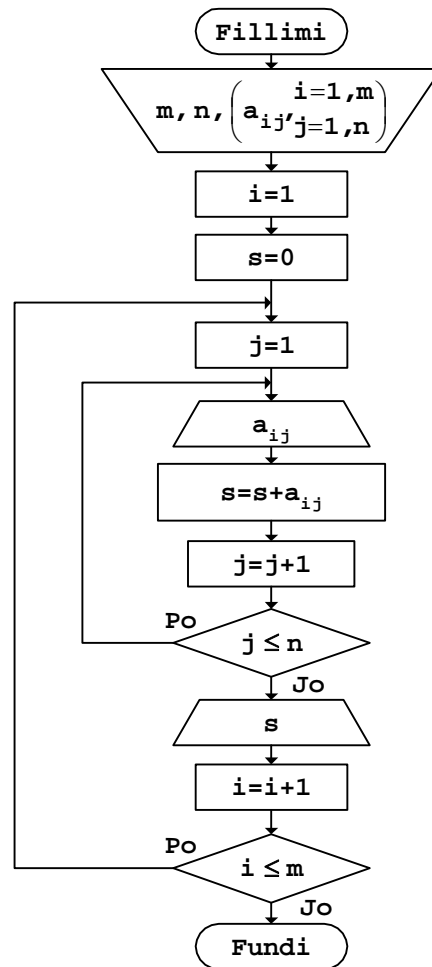 Fillimi
m, n, (a_ij, i=1,m j=1,n)
i=1
s=0
j=1
a_ij
s=s+a_ij
j=j+1
Po
j ≤ n
Jo
s
i=i+1
Po
i ≤ m
Jo
Fundi